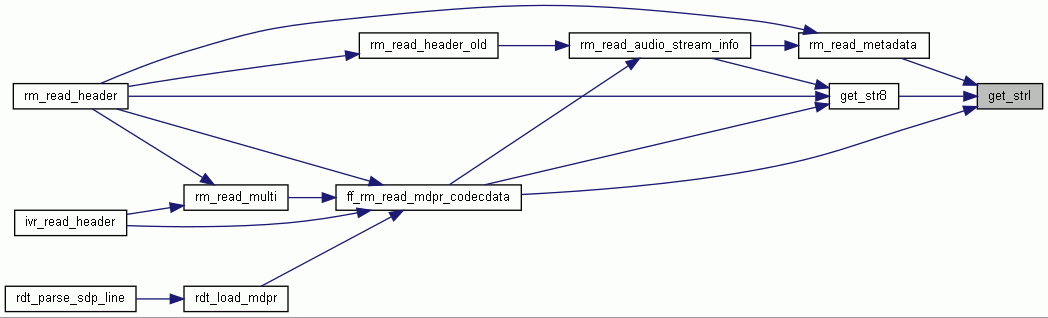 rm_read_header_old
rm_read_audio_stream_info
rm_read_metadata
rm_read_header
get_str8
get_strl
rm_read_multi
ff_rm_read_mdpr_codecdata
ivr_read_header
rdt_parse_sdp_line
rdt_load_mdpr